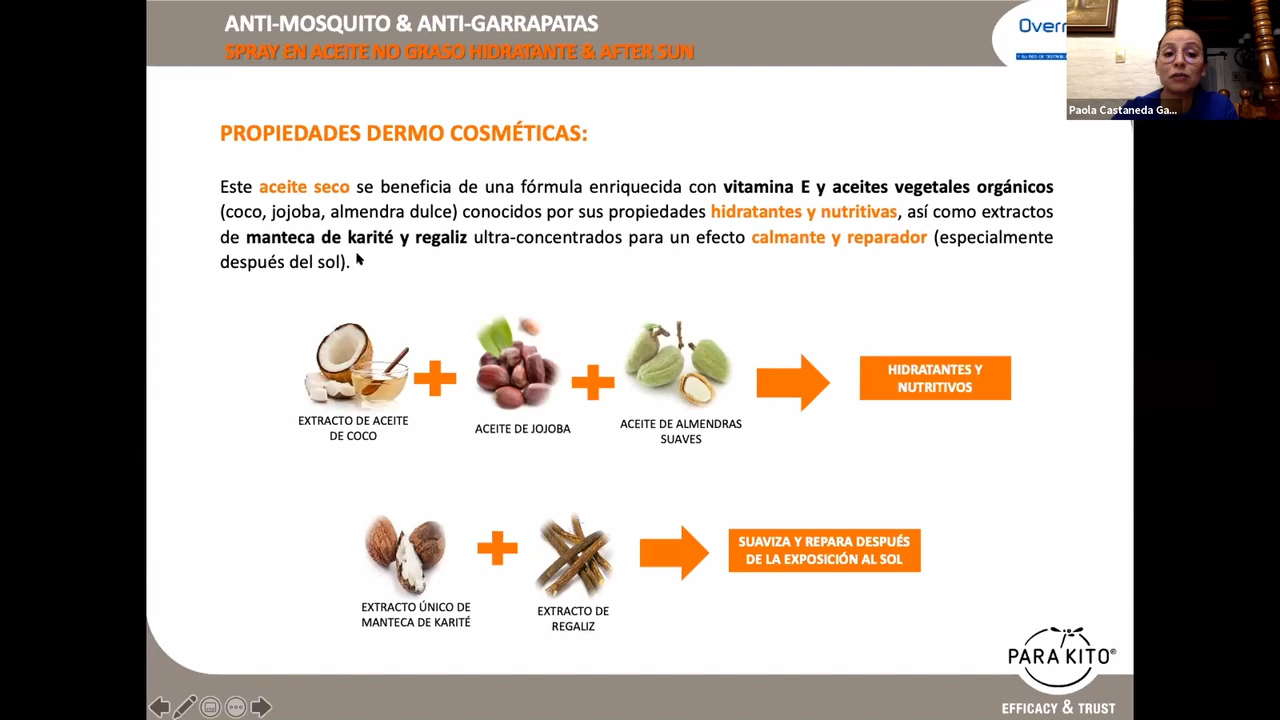 ANTI-MOSQUITO & ANTI-GARRAPATAS
SPRAY EN ACEITE NO GRASO HIDRATANTE & AFTER SUN
Paola Castaneda Ga...
PROPIEDADES DERMO COSMÉTICAS:
Este aceite seco se beneficia de una fórmula enriquecida con vitamina E y aceites vegetales orgánicos
(coco, jojoba, almendra dulce) conocidos por sus propiedades hidratantes y nutritivas, así como extractos
de manteca de karité y regaliz ultra-concentrados para un efecto calmante y reparador (especialmente
después del sol).
HIDRATANTES Y
NUTRITIVOS
EXTRACTO DE ACEITE
DE COCO
ACEITE DE JOJOBA
ACEITE DE ALMENDRAS
SUAVES
SUAVIZA Y REPARA DESPUÉS
DE LA EXPOSICIÓN AL SOL
EXTRACTO ÚNICO DE
MANTECA DE KARITÉ
EXTRACTO DE
REGALIZ
PARA KITO®
EFFICACY & TRUST